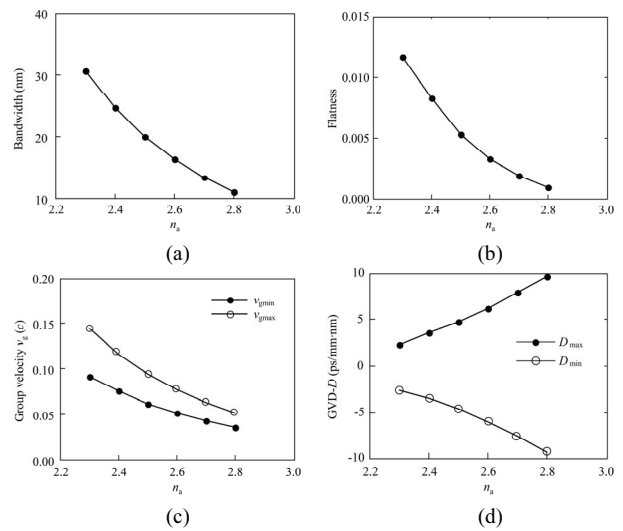 40
30
20
10
Bandwidth (nm)
2.2 2.4 2.6 2.8 3.0
nₐ
(a)
0.015
0.010
0.005
0.000
Flatness
2.2 2.4 2.6 2.8 3.0
nₐ
(b)
0.20
0.15
0.10
0.05
0.00
Group velocity vg (c)
vgmin
vgmax
2.2 2.4 2.6 2.8 3.0
nₐ
(c)
10
5
0
-5
-10
GVD-D (ps/mm·nm)
D max
D min
2.2 2.4 2.6 2.8 3.0
nₐ
(d)